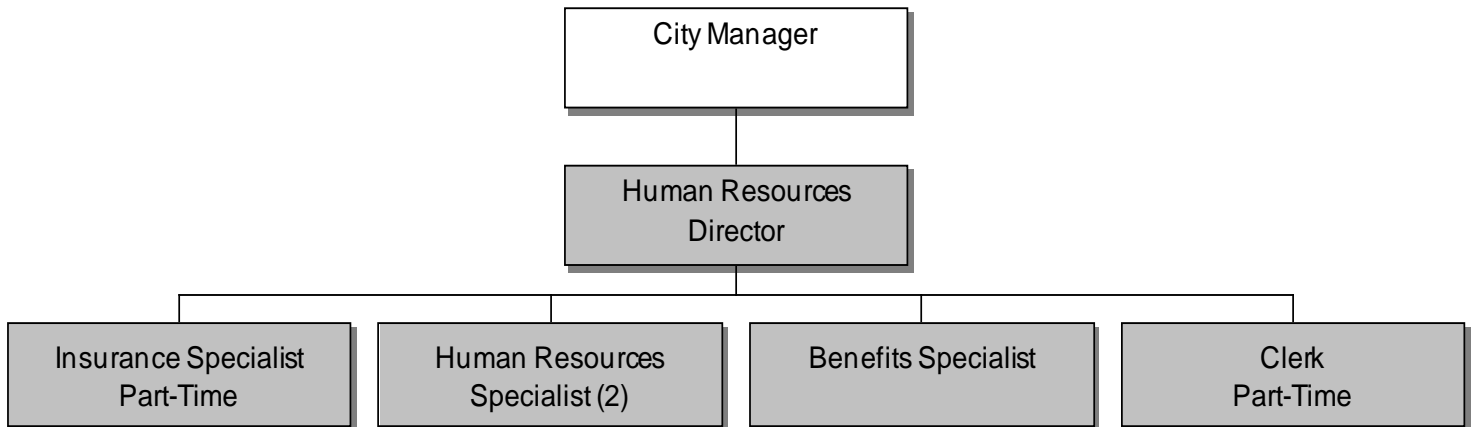 City Manager
Human Resources
Director
Insurance Specialist
Part-Time
Human Resources
Specialist (2)
Benefits Specialist
Clerk
Part-Time